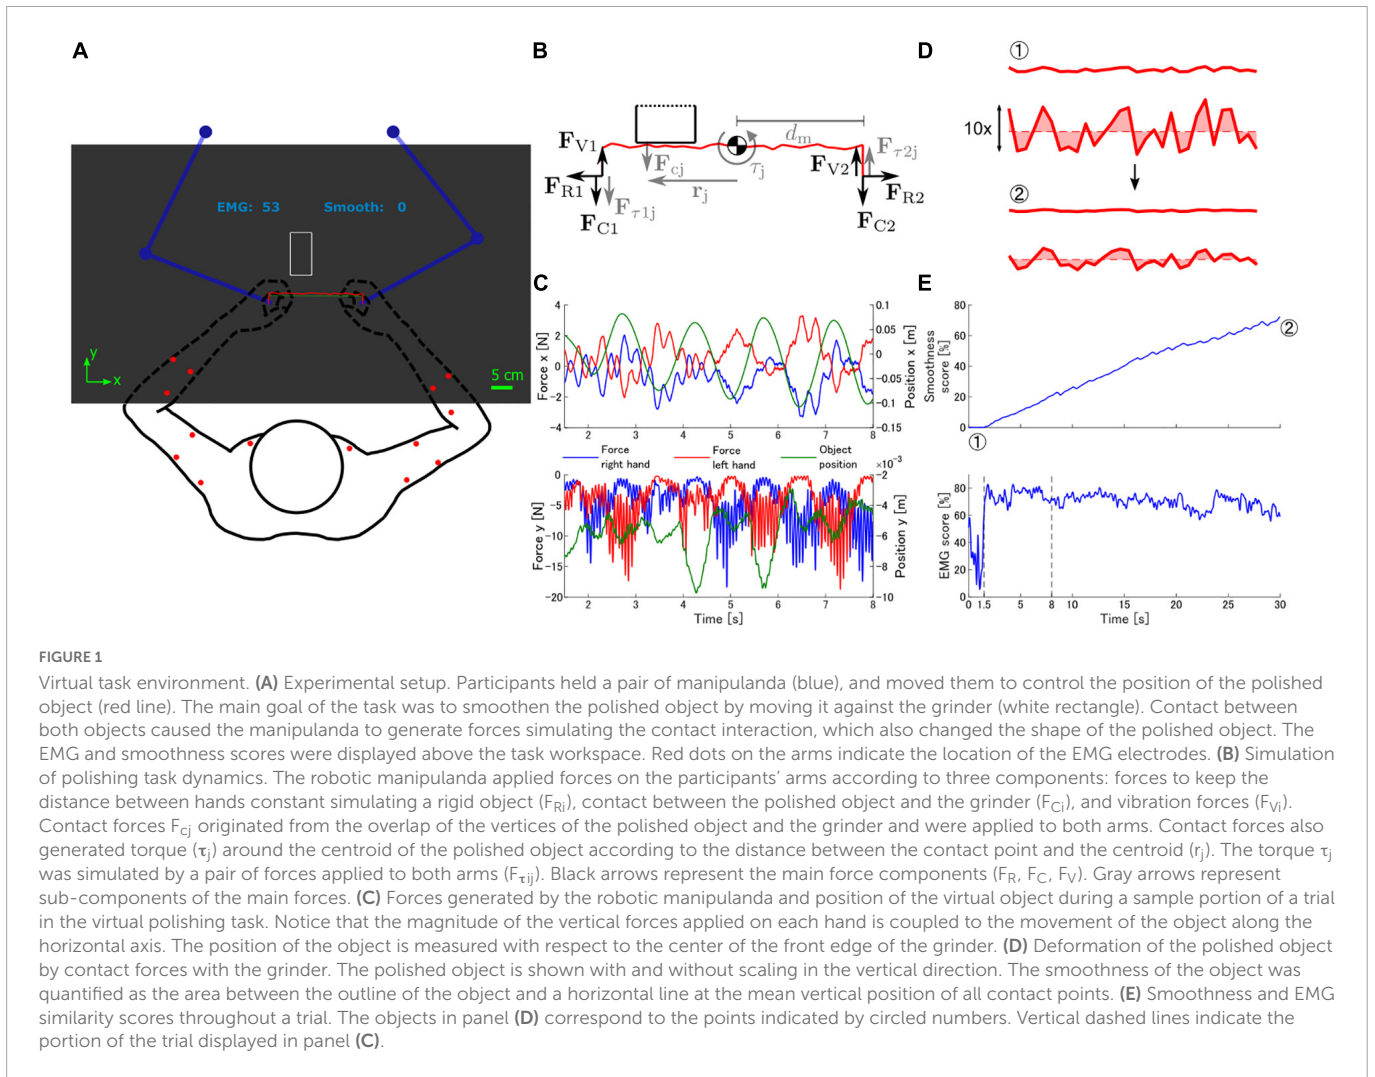 A
EMG: 53 Smooth: 0
y
x
5 cm
B
F_V1
F_cj
τ_j
d_m
F_V2
F_τ2j
F_R1
r_j
F_R2
F_τ1j
F_C1
F_C2
C
Force x [N]
4
2
0
-2
-4
Position x [m]
0.1
0.05
0
-0.05
-0.1
-0.15
2 3 4 5 6 7 8
Force right hand
Force left hand
Object position
×10⁻³
Force y [N]
0
-5
-10
-15
-20
Position y [m]
-2
-4
-6
-8
-10
2 3 4 5 6 7 8
Time [s]
D
①
10x
②
E
Smoothness score [%]
80
60
40
20
0
①
②
EMG score [%]
80
60
40
20
0
0 1.5 5 8 10 15 20 25 30
Time [s]
FIGURE 1
Virtual task environment. (A) Experimental setup. Participants held a pair of manipulanda (blue), and moved them to control the position of the polished
object (red line). The main goal of the task was to smoothen the polished object by moving it against the grinder (white rectangle). Contact between
both objects caused the manipulanda to generate forces simulating the contact interaction, which also changed the shape of the polished object. The
EMG and smoothness scores were displayed above the task workspace. Red dots on the arms indicate the location of the EMG electrodes. (B) Simulation
of polishing task dynamics. The robotic manipulanda applied forces on the participants' arms according to three components: forces to keep the
distance between hands constant simulating a rigid object (F_Ri), contact between the polished object and the grinder (F_Ci), and vibration forces (F_Vi).
Contact forces F_cj originated from the overlap of the vertices of the polished object and the grinder and were applied to both arms. Contact forces also
generated torque (τ_j) around the centroid of the polished object according to the distance between the contact point and the centroid (r_j). The torque τ_j
was simulated by a pair of forces applied to both arms (F_τij). Black arrows represent the main force components (F_R, F_C, F_V). Gray arrows represent
sub-components of the main forces. (C) Forces generated by the robotic manipulanda and position of the virtual object during a sample portion of a trial
in the virtual polishing task. Notice that the magnitude of the vertical forces applied on each hand is coupled to the movement of the object along the
horizontal axis. The position of the object is measured with respect to the center of the front edge of the grinder. (D) Deformation of the polished object
by contact forces with the grinder. The polished object is shown with and without scaling in the vertical direction. The smoothness of the object was
quantified as the area between the outline of the object and a horizontal line at the mean vertical position of all contact points. (E) Smoothness and EMG
similarity scores throughout a trial. The objects in panel (D) correspond to the points indicated by circled numbers. Vertical dashed lines indicate the
portion of the trial displayed in panel (C).